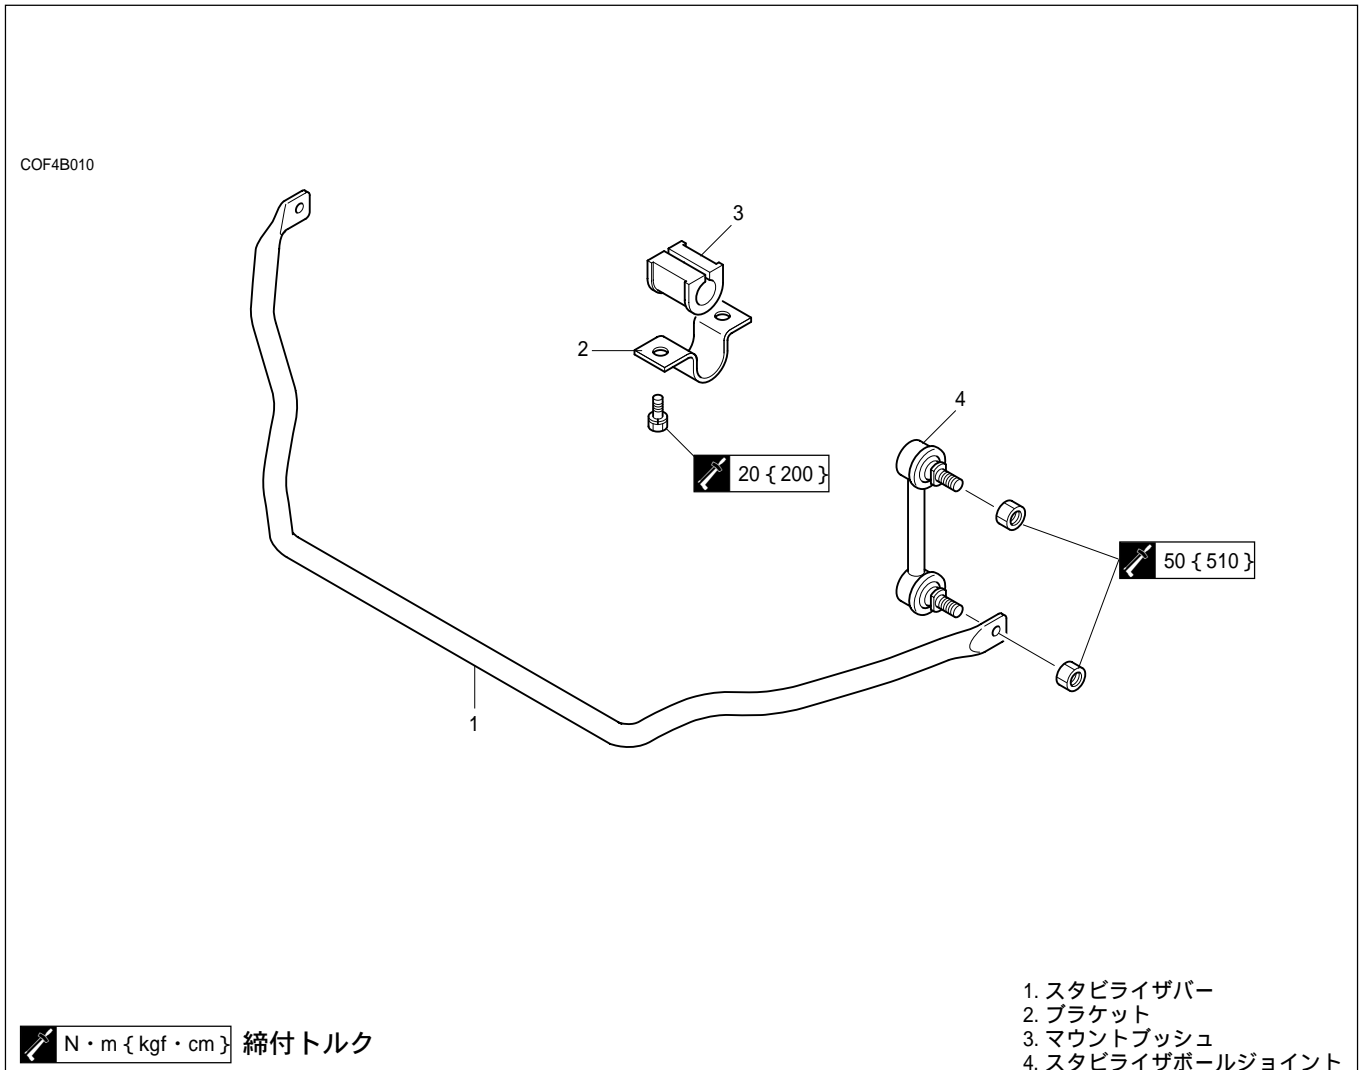 COF4B010
3
2
20 { 200 }
4
50 { 510 }
1
N・m { kgf・cm } 締付トルク
1. スタビライザバー
2. ブラケット
3. マウントブッシュ
4. スタビライザボールジョイント